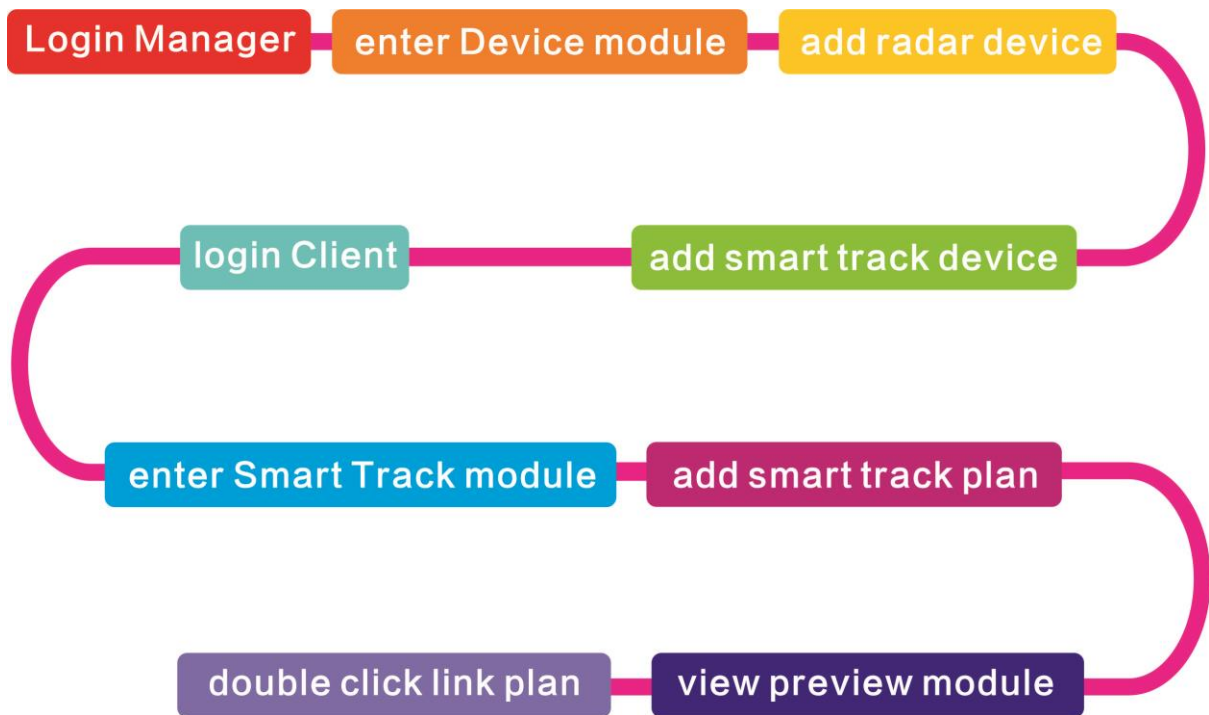 Login Manager
enter Device module
add radar device
add smart track device
login Client
enter Smart Track module
add smart track plan
view preview module
double click link plan